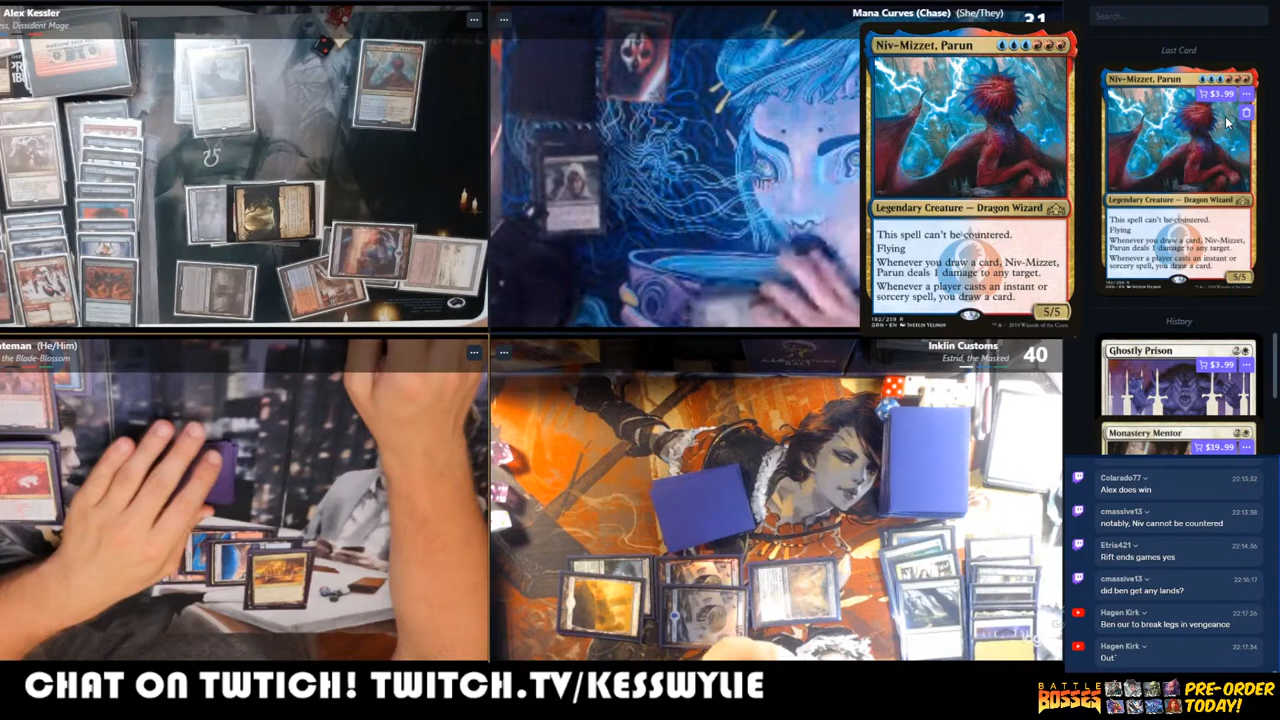 Alex Kessler
ss, Dissident Mage
Mana Curves (Chase) (She/They)
31
Niv-Mizzet, Parun
Legendary Creature — Dragon Wizard
This spell can't be countered.
Flying
Whenever you draw a card, Niv-Mizzet,
Parun deals 1 damage to any target.
Whenever a player casts an instant or
sorcery spell, you draw a card.
5/5
192/259 R
GRN • EN
Search...
Last Card
Niv-Mizzet, Parun
$3.99
Legendary Creature — Dragon Wizard
This spell can't be countered.
Flying
Whenever you draw a card, Niv-Mizzet,
Parun deals 1 damage to any target.
Whenever a player casts an instant or
sorcery spell, you draw a card.
5/5
History
Ghostly Prison
$3.99
Monastery Mentor
$19.99
ateman (He/Him)
the Blade-Blossom
Inklin Customs
Estrid, the Masked
40
Colarado77
22:13:32
Alex does win
cmassive13
22:13:38
notably, Niv cannot be countered
Etria421
22:14:36
Rift ends games yes
cmassive13
22:16:17
did ben get any lands?
Hagen Kirk
22:17:26
Ben our to break legs in vengeance
Hagen Kirk
22:17:34
Out*
CHAT ON TWTICH! TWITCH.TV/KESSWYLIE
BATTLE
BOSSES
PRE-ORDER
TODAY!